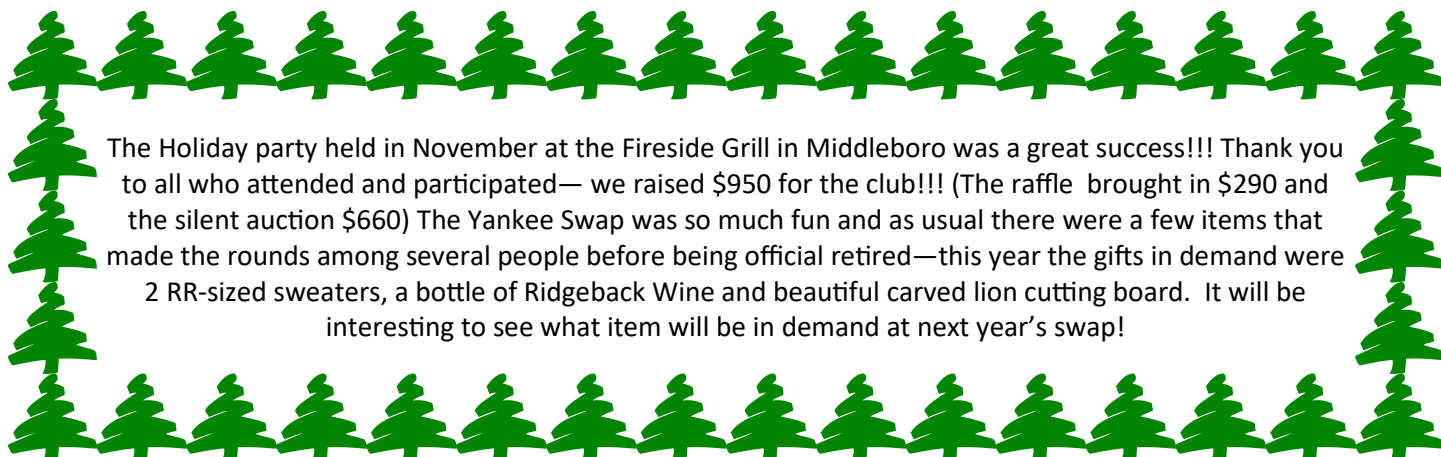 The Holiday party held in November at the Fireside Grill in Middleboro was a great success!!! Thank you
to all who attended and participated— we raised $950 for the club!!! (The raffle  brought in $290 and
the silent auction $660) The Yankee Swap was so much fun and as usual there were a few items that
made the rounds among several people before being official retired—this year the gifts in demand were
2 RR-sized sweaters, a bottle of Ridgeback Wine and beautiful carved lion cutting board.  It will be
interesting to see what item will be in demand at next year’s swap!